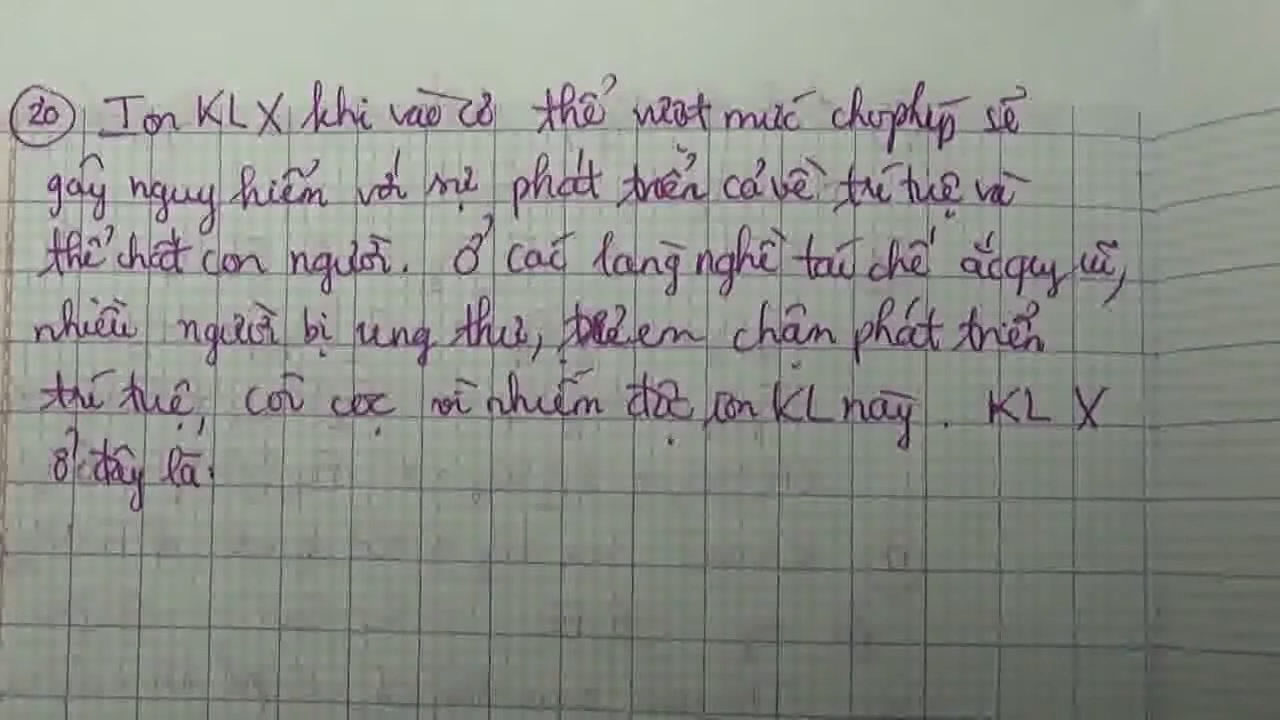 20 Ion KL X khi vào cơ thể vượt mức cho phép sẽ
gây nguy hiểm với sự phát triển cả về trí tuệ và
thể chất con người. Ở các làng nghề tái chế ắc quy cũ,
nhiều người bị ung thư, trẻ em chậm phát triển
trí tuệ, còi cọc vì nhiễm độc ion KL này. KL X
ở đây là: